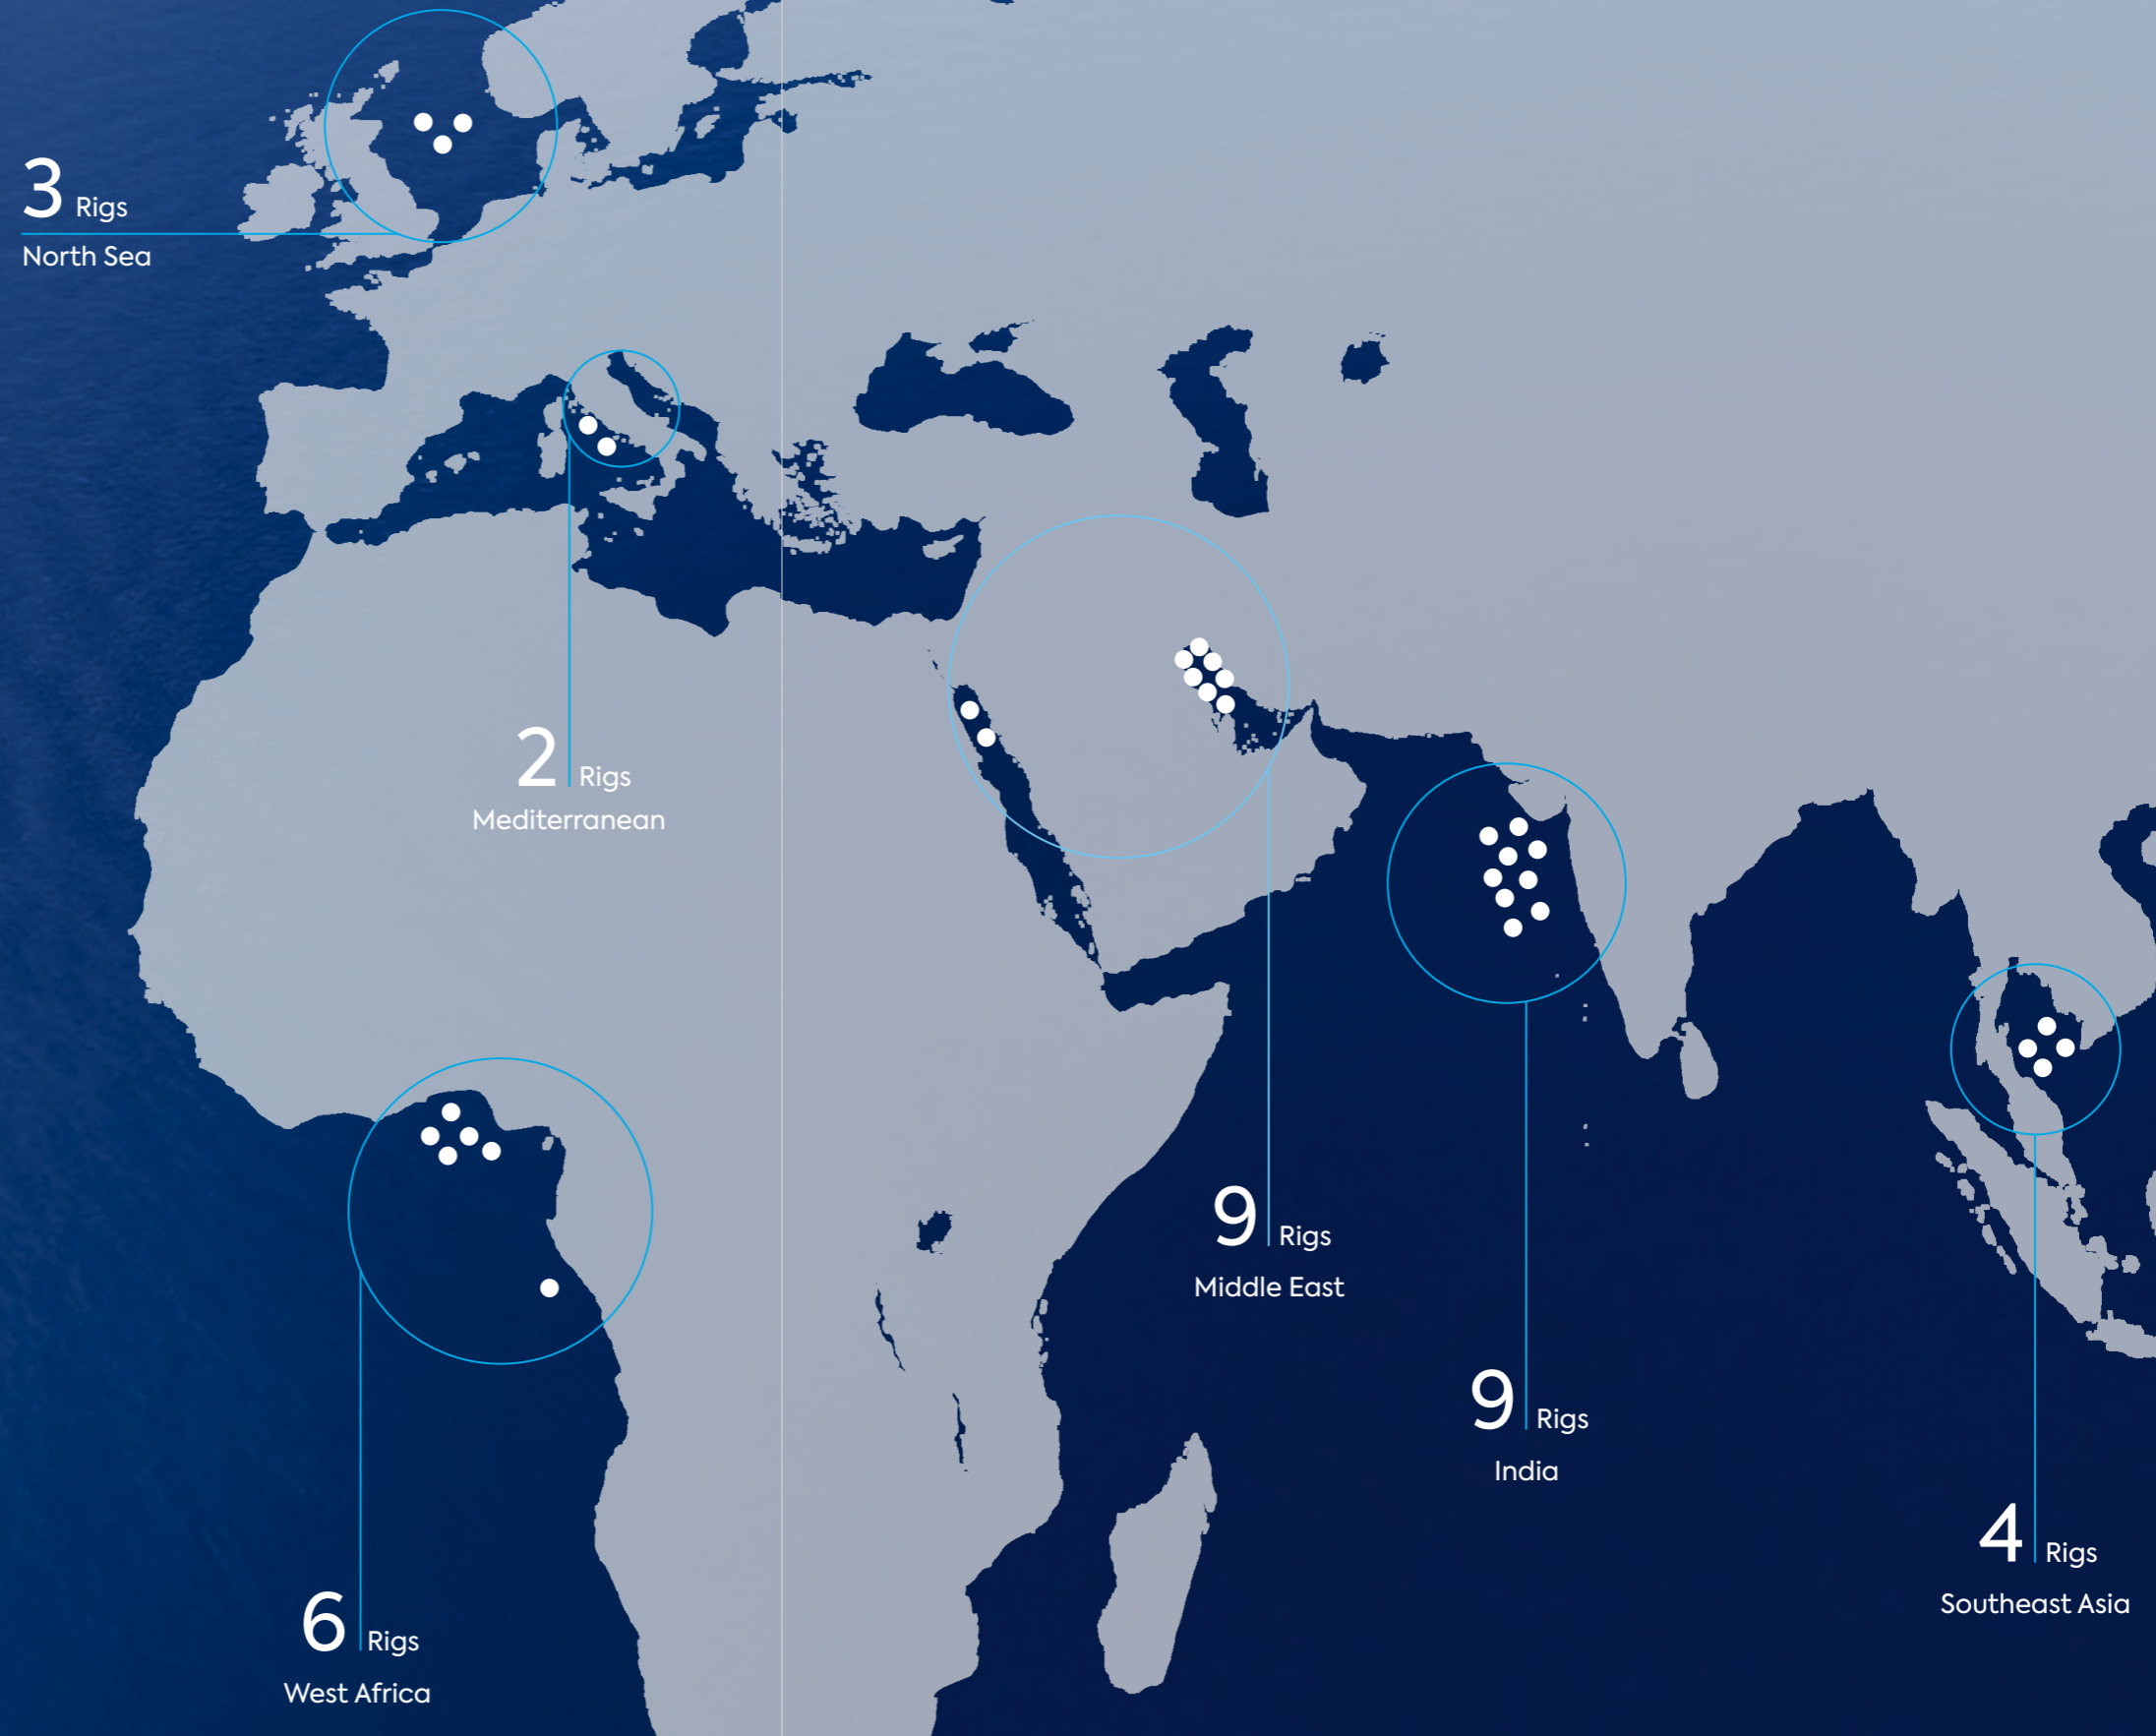 3 Rigs
North Sea
2 Rigs
Mediterranean
9 Rigs
Middle East
9 Rigs
India
4 Rigs
Southeast Asia
6 Rigs
West Africa